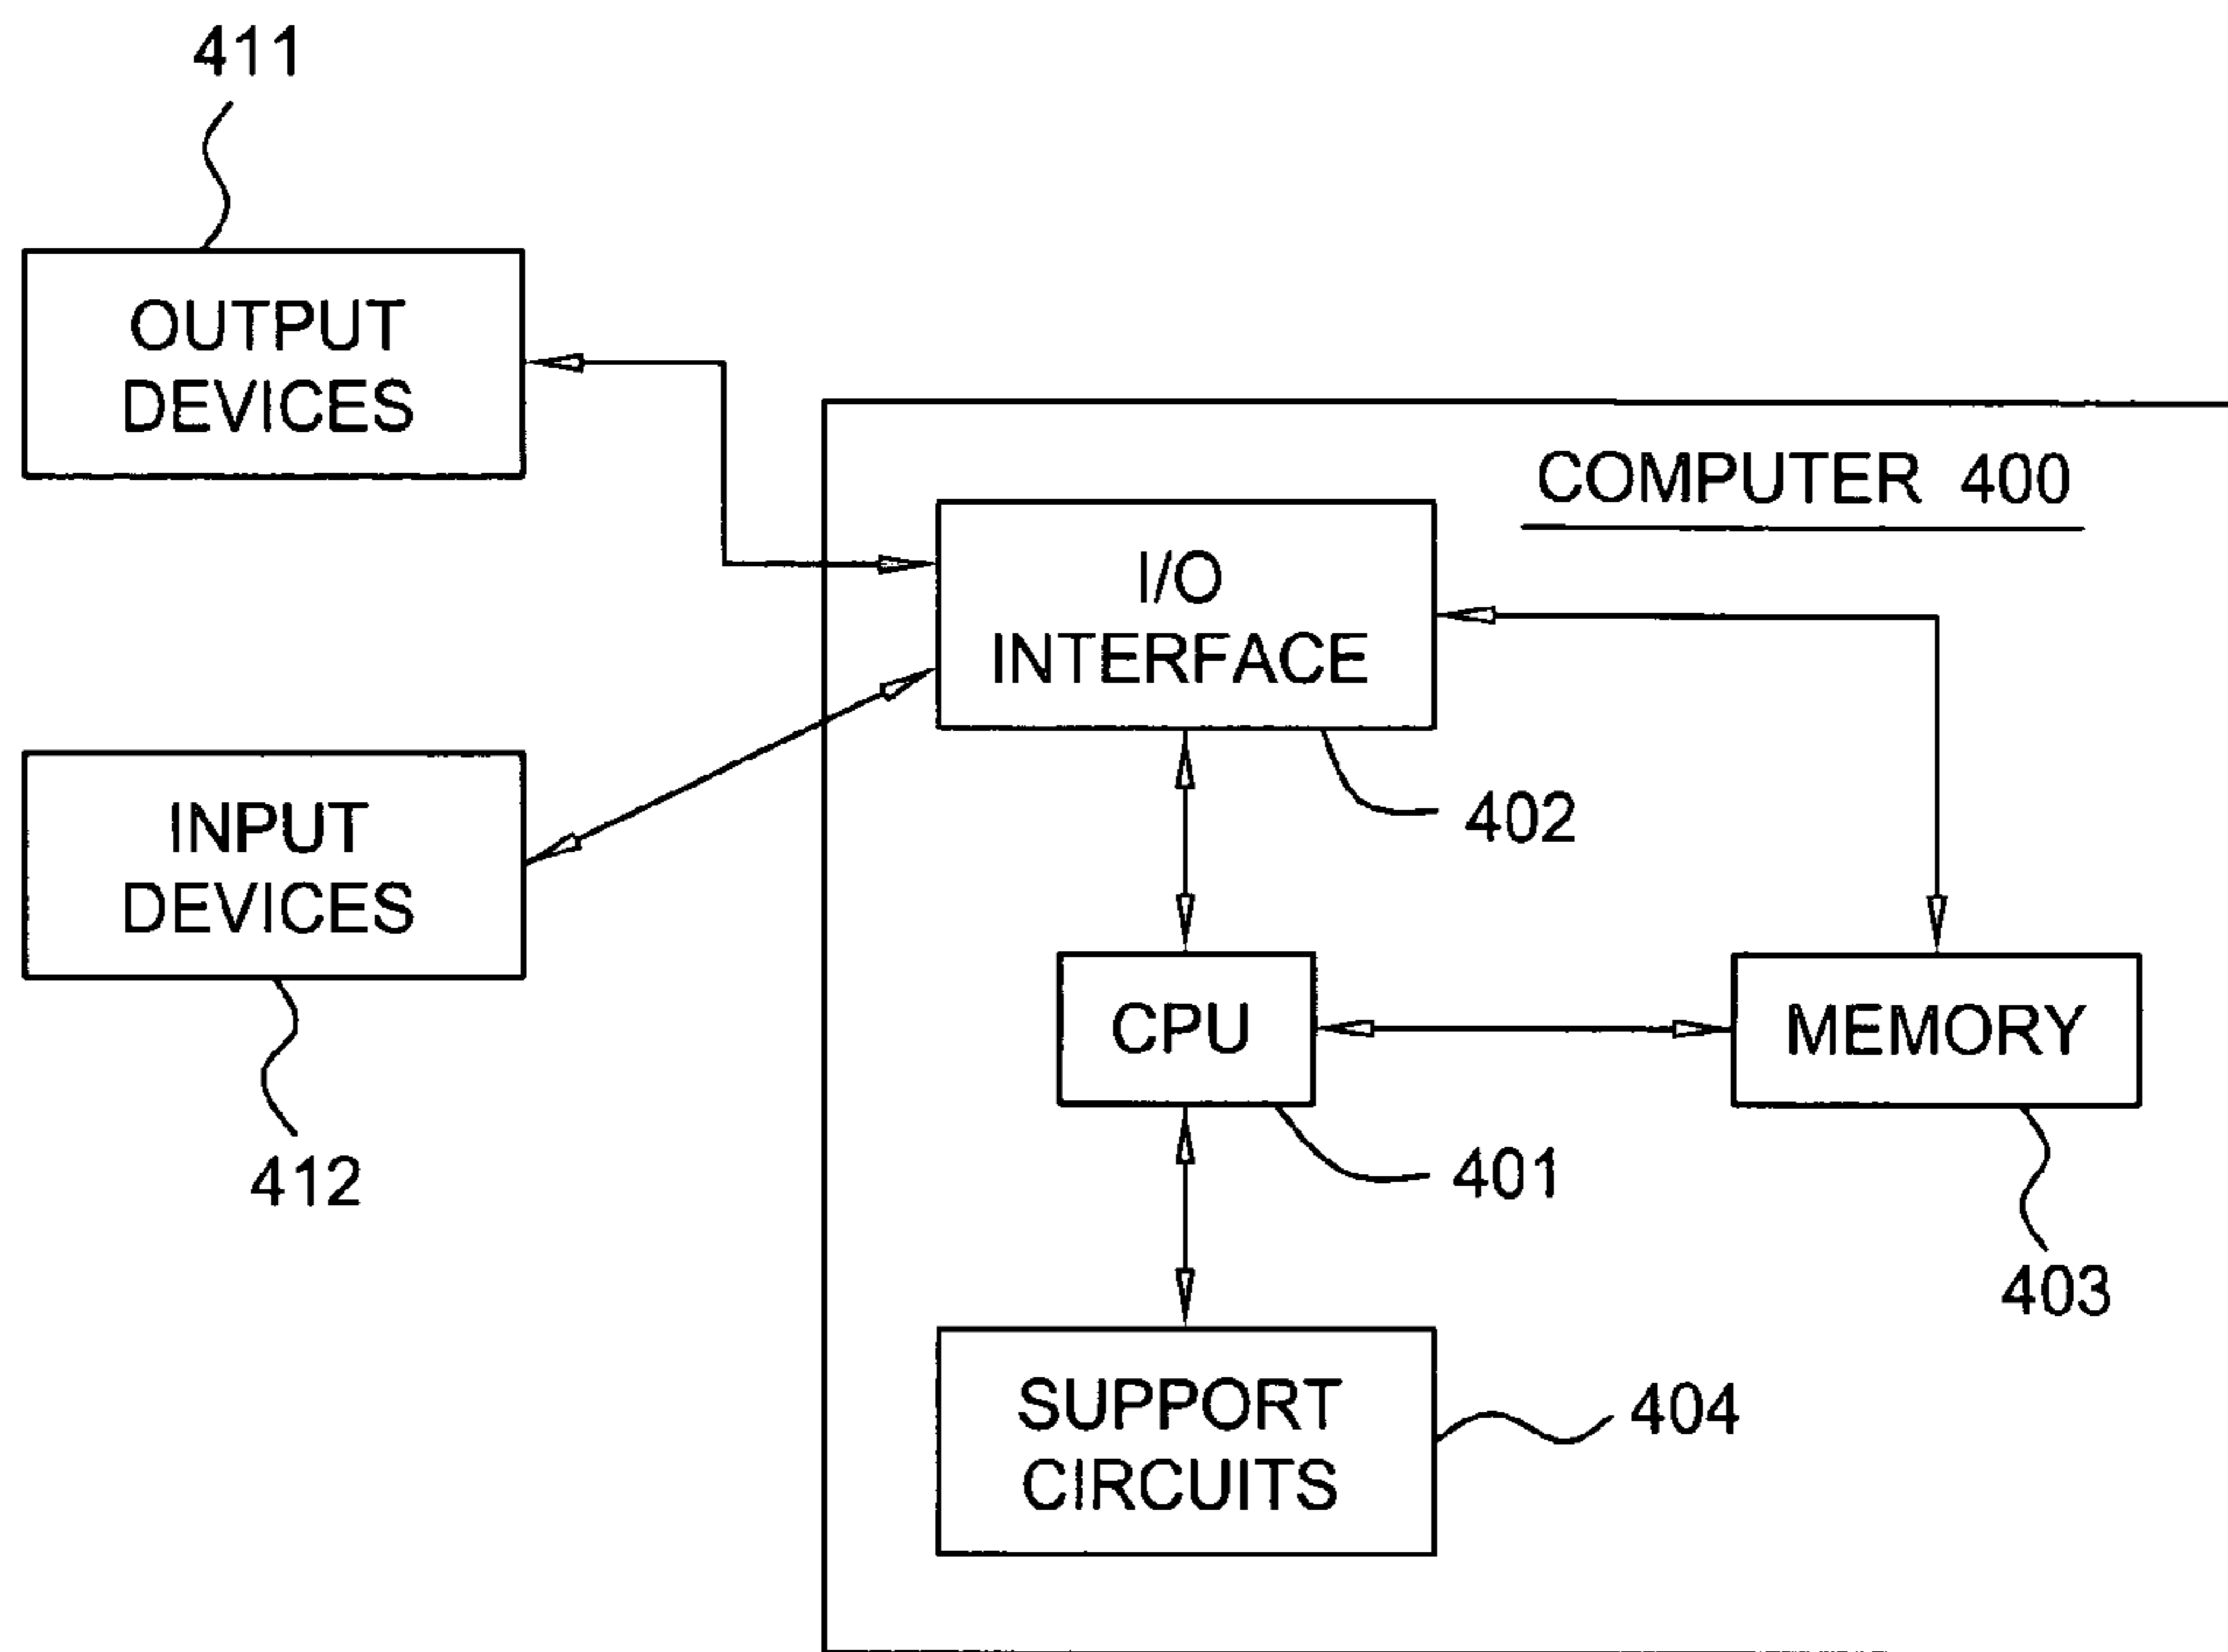 411
OUTPUT
DEVICES
COMPUTER 400
I/O
INTERFACE
402
INPUT
DEVICES
412
CPU
401
MEMORY
403
SUPPORT
CIRCUITS
404